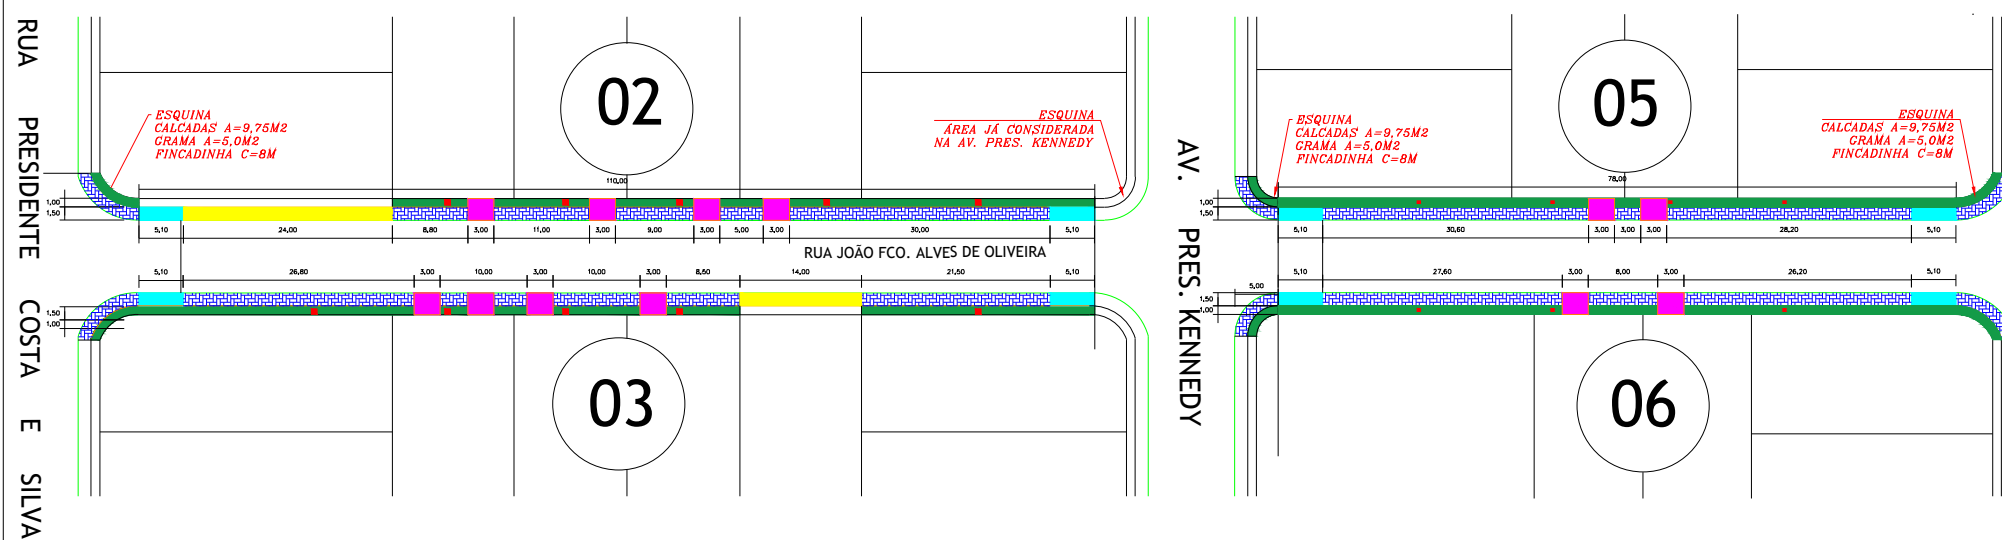 RUA PRESIDENTE COSTA E SILVA
02
05
ESQUINA
CALCADAS A=9,75M2
GRAMA A=5,0M2
FINCADINHA C=8M
ESQUINA
ÁREA JÁ CONSIDERADA
NA AV. PRES. KENNEDY
AV. PRES. KENNEDY
ESQUINA
CALCADAS A=9,75M2
GRAMA A=5,0M2
FINCADINHA C=8M
ESQUINA
CALCADAS A=9,75M2
GRAMA A=5,0M2
FINCADINHA C=8M
110,00
78,00
1,00
1,50
1,00
1,50
5,10 24,00 8,80 3,00 11,00 3,00 9,00 3,00 5,00 3,00 30,00 5,10
5,10 30,60 3,00 3,00 3,00 28,20 5,10
RUA JOÃO FCO. ALVES DE OLIVEIRA
5,10 26,80 3,00 10,00 3,00 10,00 3,00 8,50 14,00 21,50 5,10
5,10 27,60 3,00 8,00 3,00 26,20 5,10
5,00
1,50
1,00
1,50
1,00
03
06